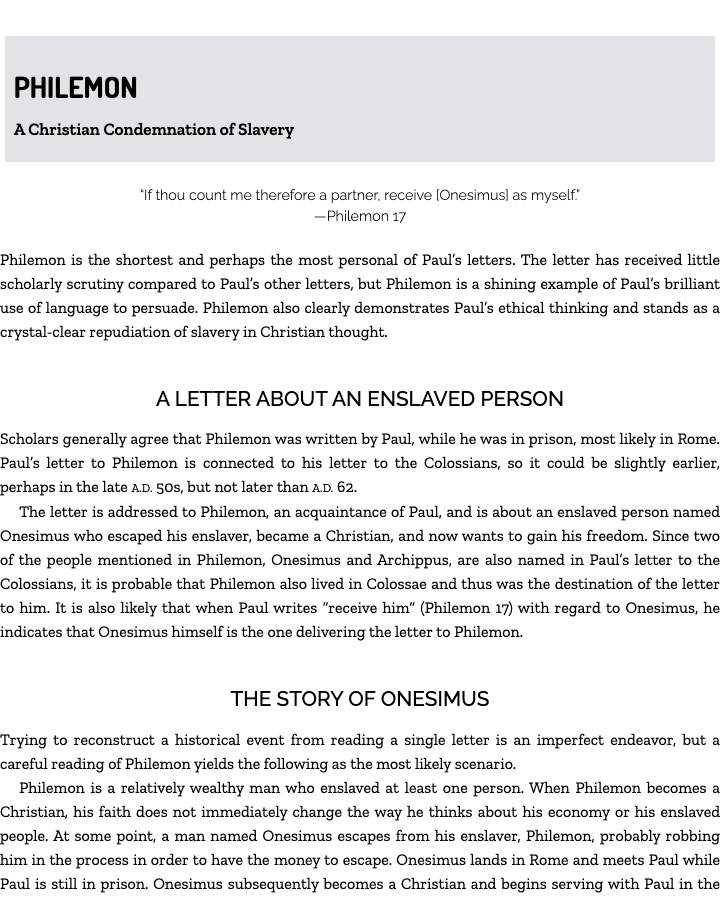 PHILEMON
A Christian Condemnation of Slavery
“If thou count me therefore a partner, receive [Onesimus] as myself.”
—Philemon 17
Philemon is the shortest and perhaps the most personal of Paul’s letters. The letter has received little
scholarly scrutiny compared to Paul’s other letters, but Philemon is a shining example of Paul’s brilliant
use of language to persuade. Philemon also clearly demonstrates Paul’s ethical thinking and stands as a
crystal-clear repudiation of slavery in Christian thought.
A LETTER ABOUT AN ENSLAVED PERSON
Scholars generally agree that Philemon was written by Paul, while he was in prison, most likely in Rome.
Paul’s letter to Philemon is connected to his letter to the Colossians, so it could be slightly earlier,
perhaps in the late A.D. 50s, but not later than A.D. 62.
The letter is addressed to Philemon, an acquaintance of Paul, and is about an enslaved person named
Onesimus who escaped his enslaver, became a Christian, and now wants to gain his freedom. Since two
of the people mentioned in Philemon, Onesimus and Archippus, are also named in Paul’s letter to the
Colossians, it is probable that Philemon also lived in Colossae and thus was the destination of the letter
to him. It is also likely that when Paul writes “receive him” (Philemon 17) with regard to Onesimus, he
indicates that Onesimus himself is the one delivering the letter to Philemon.
THE STORY OF ONESIMUS
Trying to reconstruct a historical event from reading a single letter is an imperfect endeavor, but a
careful reading of Philemon yields the following as the most likely scenario.
Philemon is a relatively wealthy man who enslaved at least one person. When Philemon becomes a
Christian, his faith does not immediately change the way he thinks about his economy or his enslaved
people. At some point, a man named Onesimus escapes from his enslaver, Philemon, probably robbing
him in the process in order to have the money to escape. Onesimus lands in Rome and meets Paul while
Paul is still in prison. Onesimus subsequently becomes a Christian and begins serving with Paul in the